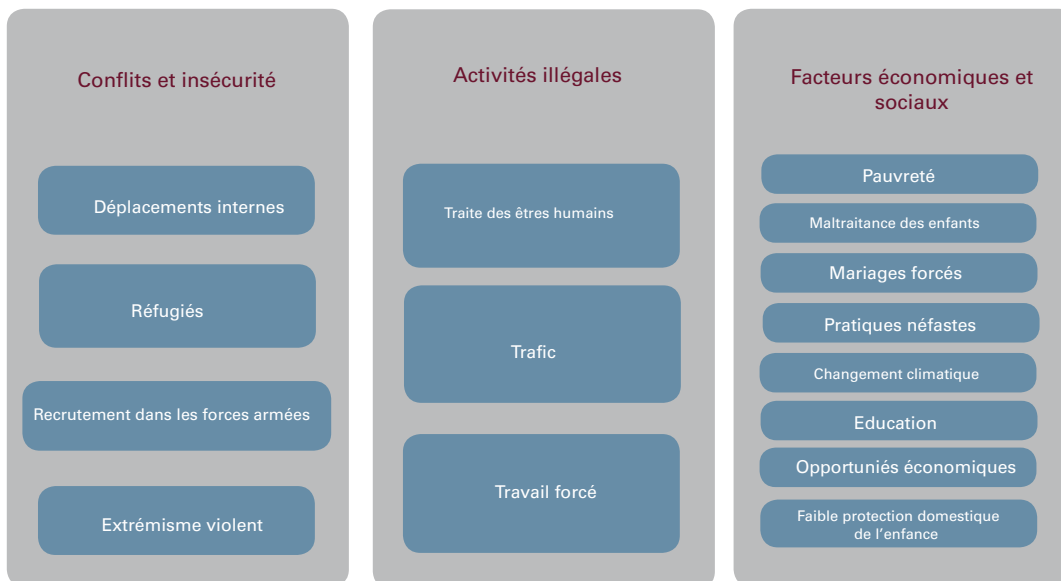 Conflits et insécurité
Déplacements internes
Réfugiés
Recrutement dans les forces armées
Extrémisme violent
Activités illégales
Traite des êtres humains
Trafic
Travail forcé
Facteurs économiques et
sociaux
Pauvreté
Maltraitance des enfants
Mariages forcés
Pratiques néfastes
Changement climatique
Education
Opportuniés économiques
Faible protection domestique
de l'enfance